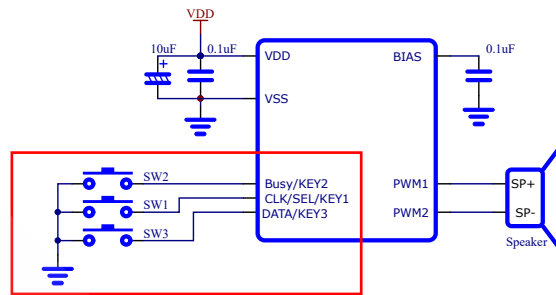 VDD
10uF 0.1uF
VDD BIAS 0.1uF
VSS
SW2 Busy/KEY2 PWM1 SP+
SW1 CLK/SEL/KEY1
SW3 DATA/KEY3 PWM2 SP-
Speaker